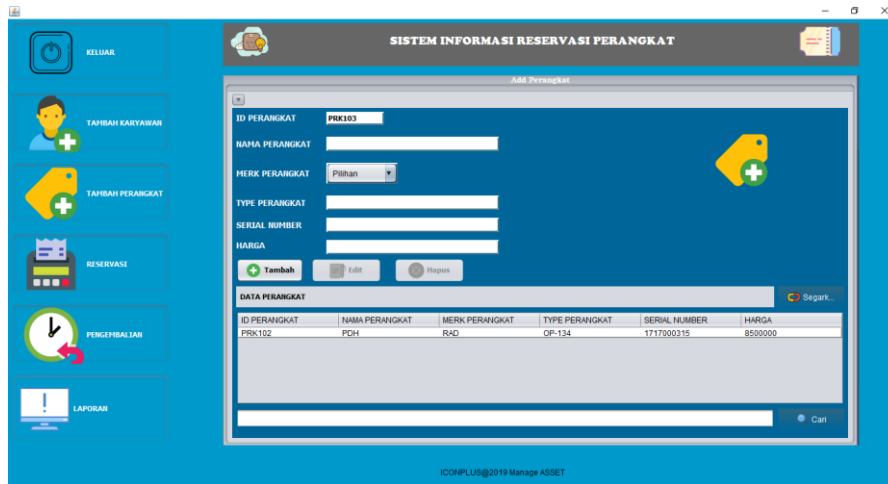 SISTEM INFORMASI RESERVASI PERANGKAT
KELUAR
TAMBAH KARYAWAN
TAMBAH PERANGKAT
RESERVASI
PENGEMBALIAN
LAPORAN
Add Perangkat
ID PERANGKAT PRK103
NAMA PERANGKAT
MERK PERANGKAT Pilihan
TYPE PERANGKAT
SERIAL NUMBER
HARGA
Tambah Edit Hapus
DATA PERANGKAT Segark...
ID PERANGKAT NAMA PERANGKAT MERK PERANGKAT TYPE PERANGKAT SERIAL NUMBER HARGA
PRK102 PDH RAD OP-134 1717000315 8500000
Cari
ICONPLUS@2019 Manage ASSET